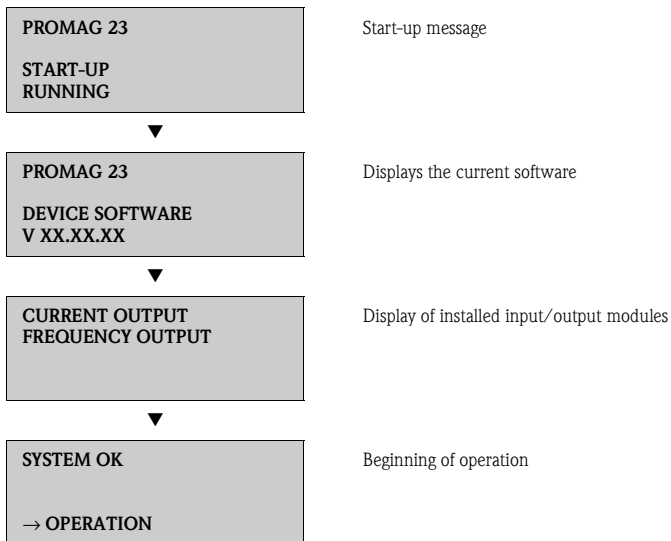 PROMAG 23
Start-up message
START-UP
RUNNING
▼
PROMAG 23
Displays the current software
DEVICE SOFTWARE
V XX.XX.XX
▼
CURRENT OUTPUT
Display of installed input/output modules
FREQUENCY OUTPUT
▼
SYSTEM OK
Beginning of operation
→ OPERATION